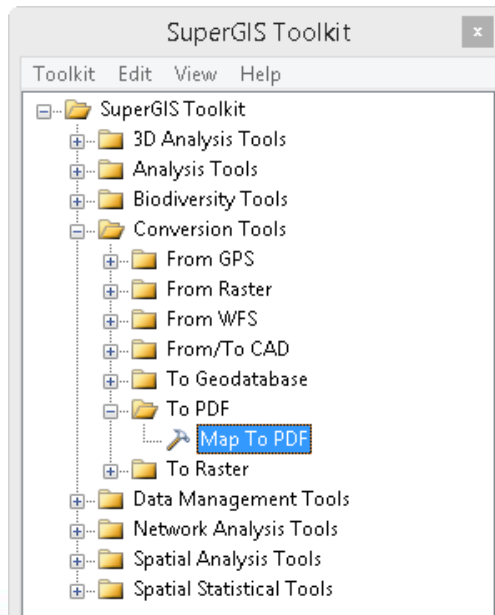 SuperGIS Toolkit
x
Toolkit Edit View Help
SuperGIS Toolkit
3D Analysis Tools
Analysis Tools
Biodiversity Tools
Conversion Tools
From GPS
From Raster
From WFS
From/To CAD
To Geodatabase
To PDF
Map To PDF
To Raster
Data Management Tools
Network Analysis Tools
Spatial Analysis Tools
Spatial Statistical Tools